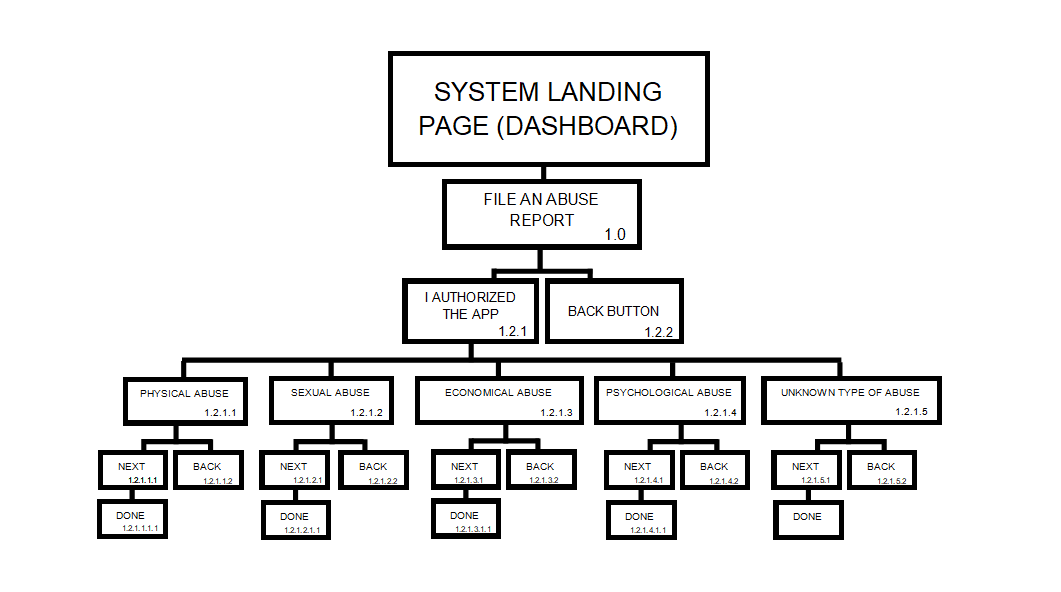 SYSTEM LANDING
PAGE (DASHBOARD)
FILE AN ABUSE
REPORT
1.0
I AUTHORIZED
THE APP
1.2.1
BACK BUTTON
1.2.2
PHYSICAL ABUSE
1.2.1.1
SEXUAL ABUSE
1.2.1.2
ECONOMICAL ABUSE
1.2.1.3
PSYCHOLOGICAL ABUSE
1.2.1.4
UNKNOWN TYPE OF ABUSE
1.2.1.5
NEXT
1.2.1.1.1
BACK
1.2.1.1.2
NEXT
1.2.1.2.1
BACK
1.2.1.2.2
NEXT
1.2.1.3.1
BACK
1.2.1.3.2
NEXT
1.2.1.4.1
BACK
1.2.1.4.2
NEXT
1.2.1.5.1
BACK
1.2.1.5.2
DONE
1.2.1.1.1.1
DONE
1.2.1.2.1.1
DONE
1.2.1.3.1.1
DONE
1.2.1.4.1.1
DONE